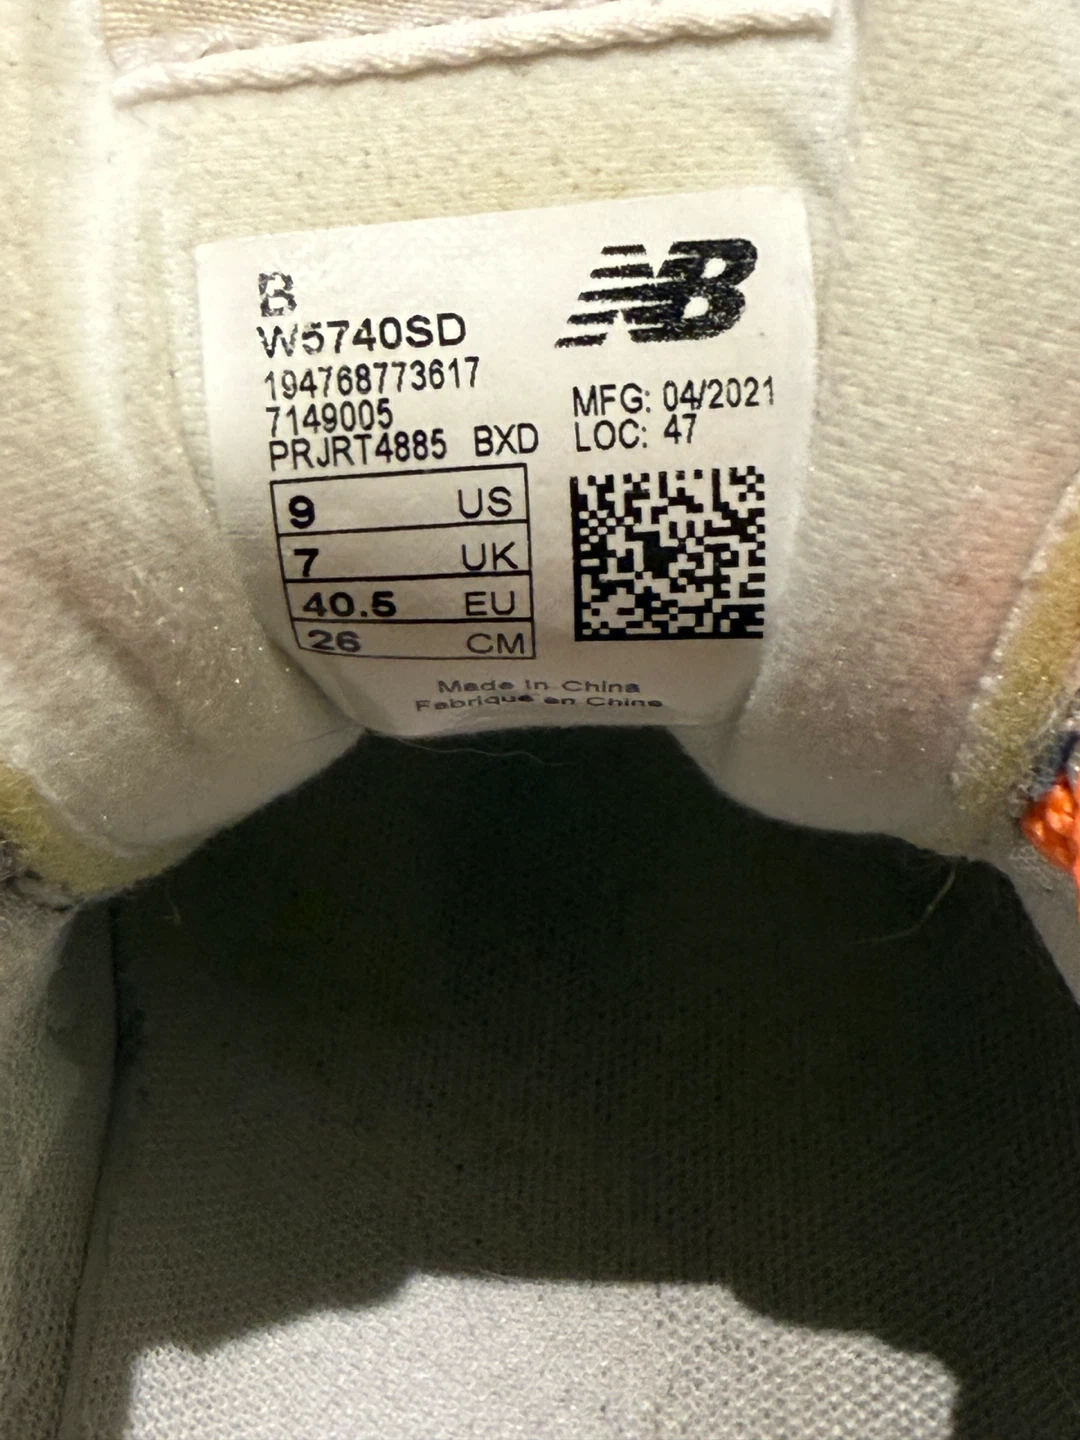 B
NB
W5740SD
194768773617
7149005
PRJRT4885 BXD
MFG: 04/2021
LOC: 47
9 US
7 UK
40.5 EU
26 CM
Made in China
Fabriqué en Chine